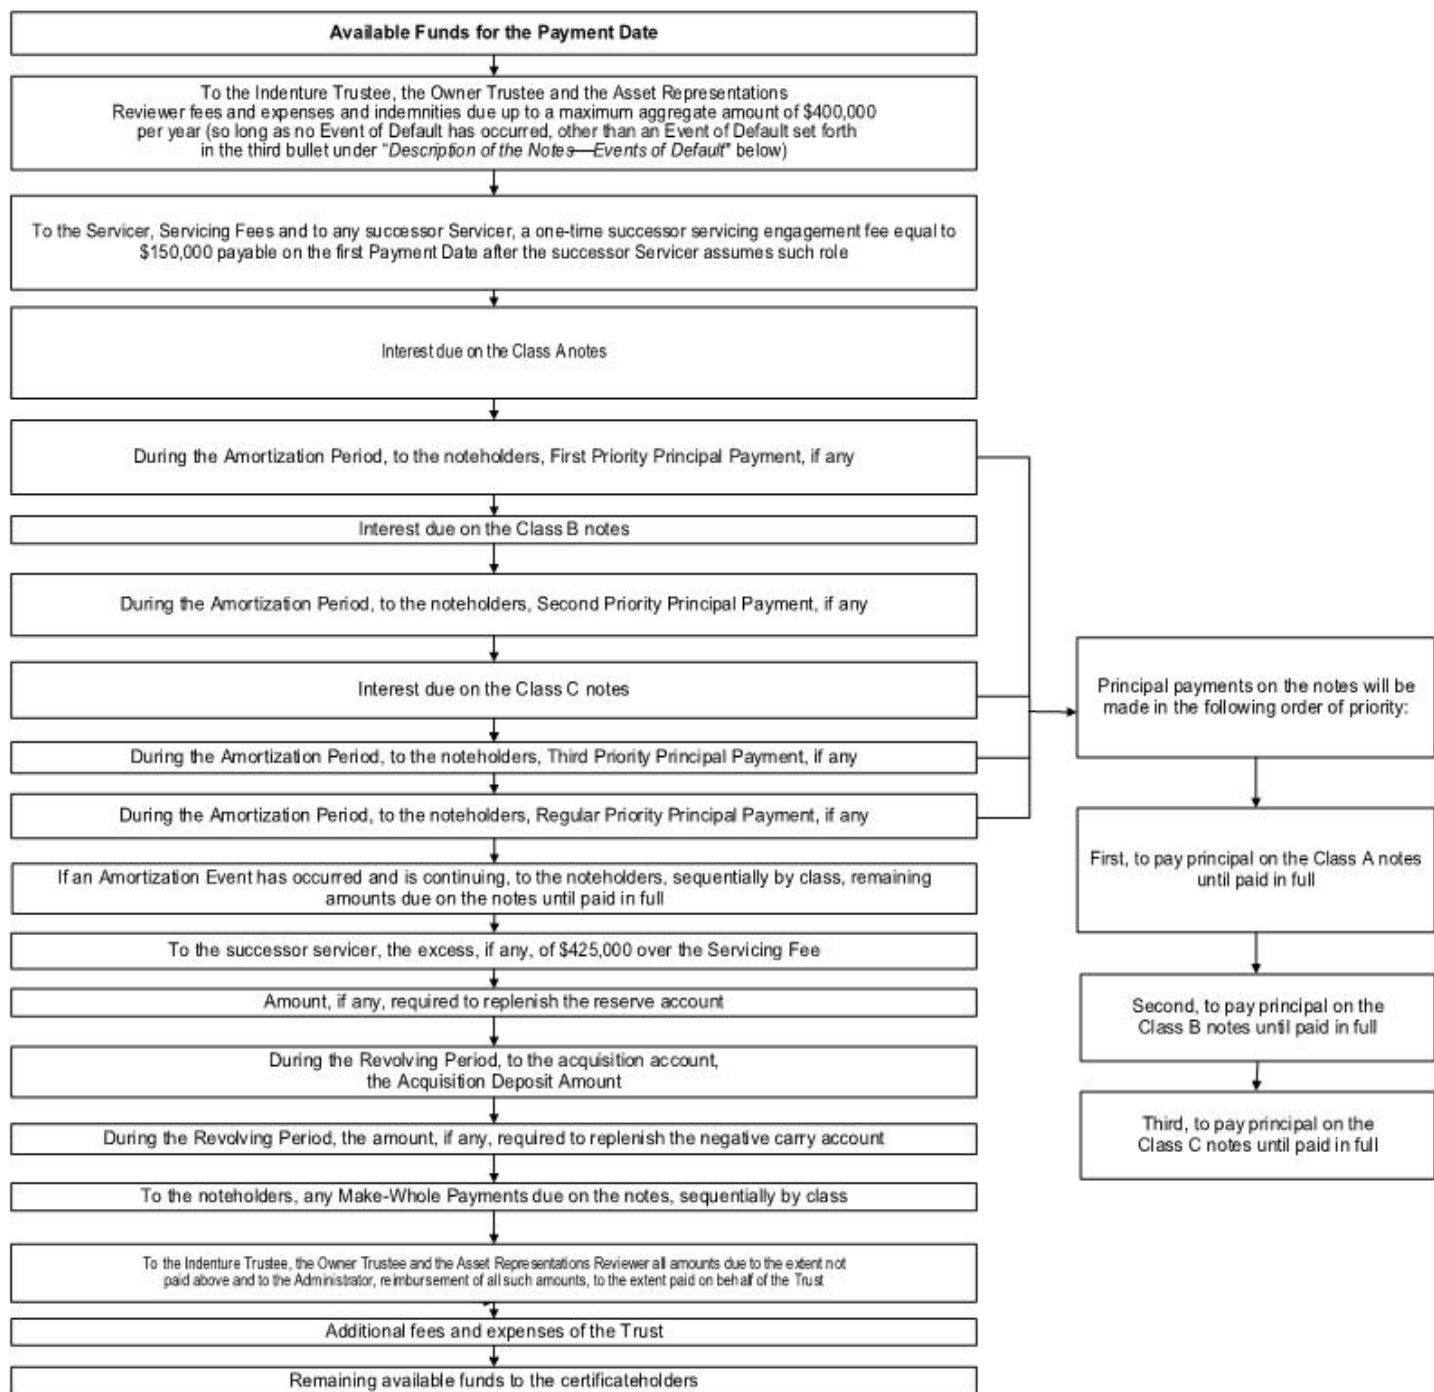 Available Funds for the Payment Date
To the Indenture Trustee, the Owner Trustee and the Asset Representations
Reviewer fees and expenses and indemnities due up to a maximum aggregate amount of $400,000
per year (so long as no Event of Default has occurred, other than an Event of Default set forth
in the third bullet under “Description of the Notes—Events of Default” below)
To the Servicer, Servicing Fees and to any successor Servicer, a one-time successor servicing engagement fee equal to
$150,000 payable on the first Payment Date after the successor Servicer assumes such role
Interest due on the Class A notes
During the Amortization Period, to the noteholders, First Priority Principal Payment, if any
Interest due on the Class B notes
During the Amortization Period, to the noteholders, Second Priority Principal Payment, if any
Interest due on the Class C notes
During the Amortization Period, to the noteholders, Third Priority Principal Payment, if any
During the Amortization Period, to the noteholders, Regular Priority Principal Payment, if any
If an Amortization Event has occurred and is continuing, to the noteholders, sequentially by class, remaining
amounts due on the notes until paid in full
To the successor servicer, the excess, if any, of $425,000 over the Servicing Fee
Amount, if any, required to replenish the reserve account
During the Revolving Period, to the acquisition account,
the Acquisition Deposit Amount
During the Revolving Period, the amount, if any, required to replenish the negative carry account
To the noteholders, any Make-Whole Payments due on the notes, sequentially by class
To the Indenture Trustee, the Owner Trustee and the Asset Representations Reviewer all amounts due to the extent not
paid above and to the Administrator, reimbursement of all such amounts, to the extent paid on behalf of the Trust
Additional fees and expenses of the Trust
Remaining available funds to the certificateholders
Principal payments on the notes will be
made in the following order of priority:
First, to pay principal on the Class A notes
until paid in full
Second, to pay principal on the
Class B notes until paid in full
Third, to pay principal on the
Class C notes until paid in full